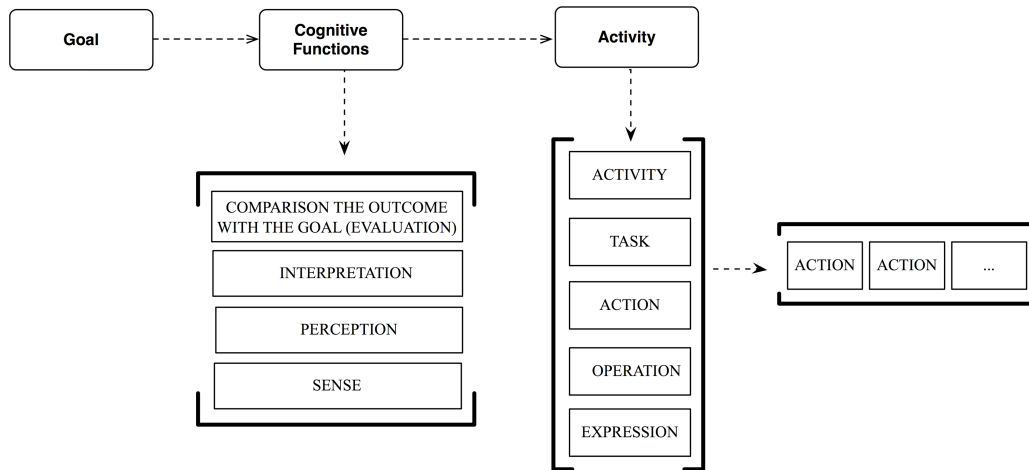 Goal
Cognitive
Functions
Activity
COMPARISON THE OUTCOME
WITH THE GOAL (EVALUATION)
INTERPRETATION
PERCEPTION
SENSE
ACTIVITY
TASK
ACTION
OPERATION
EXPRESSION
ACTION
ACTION
...